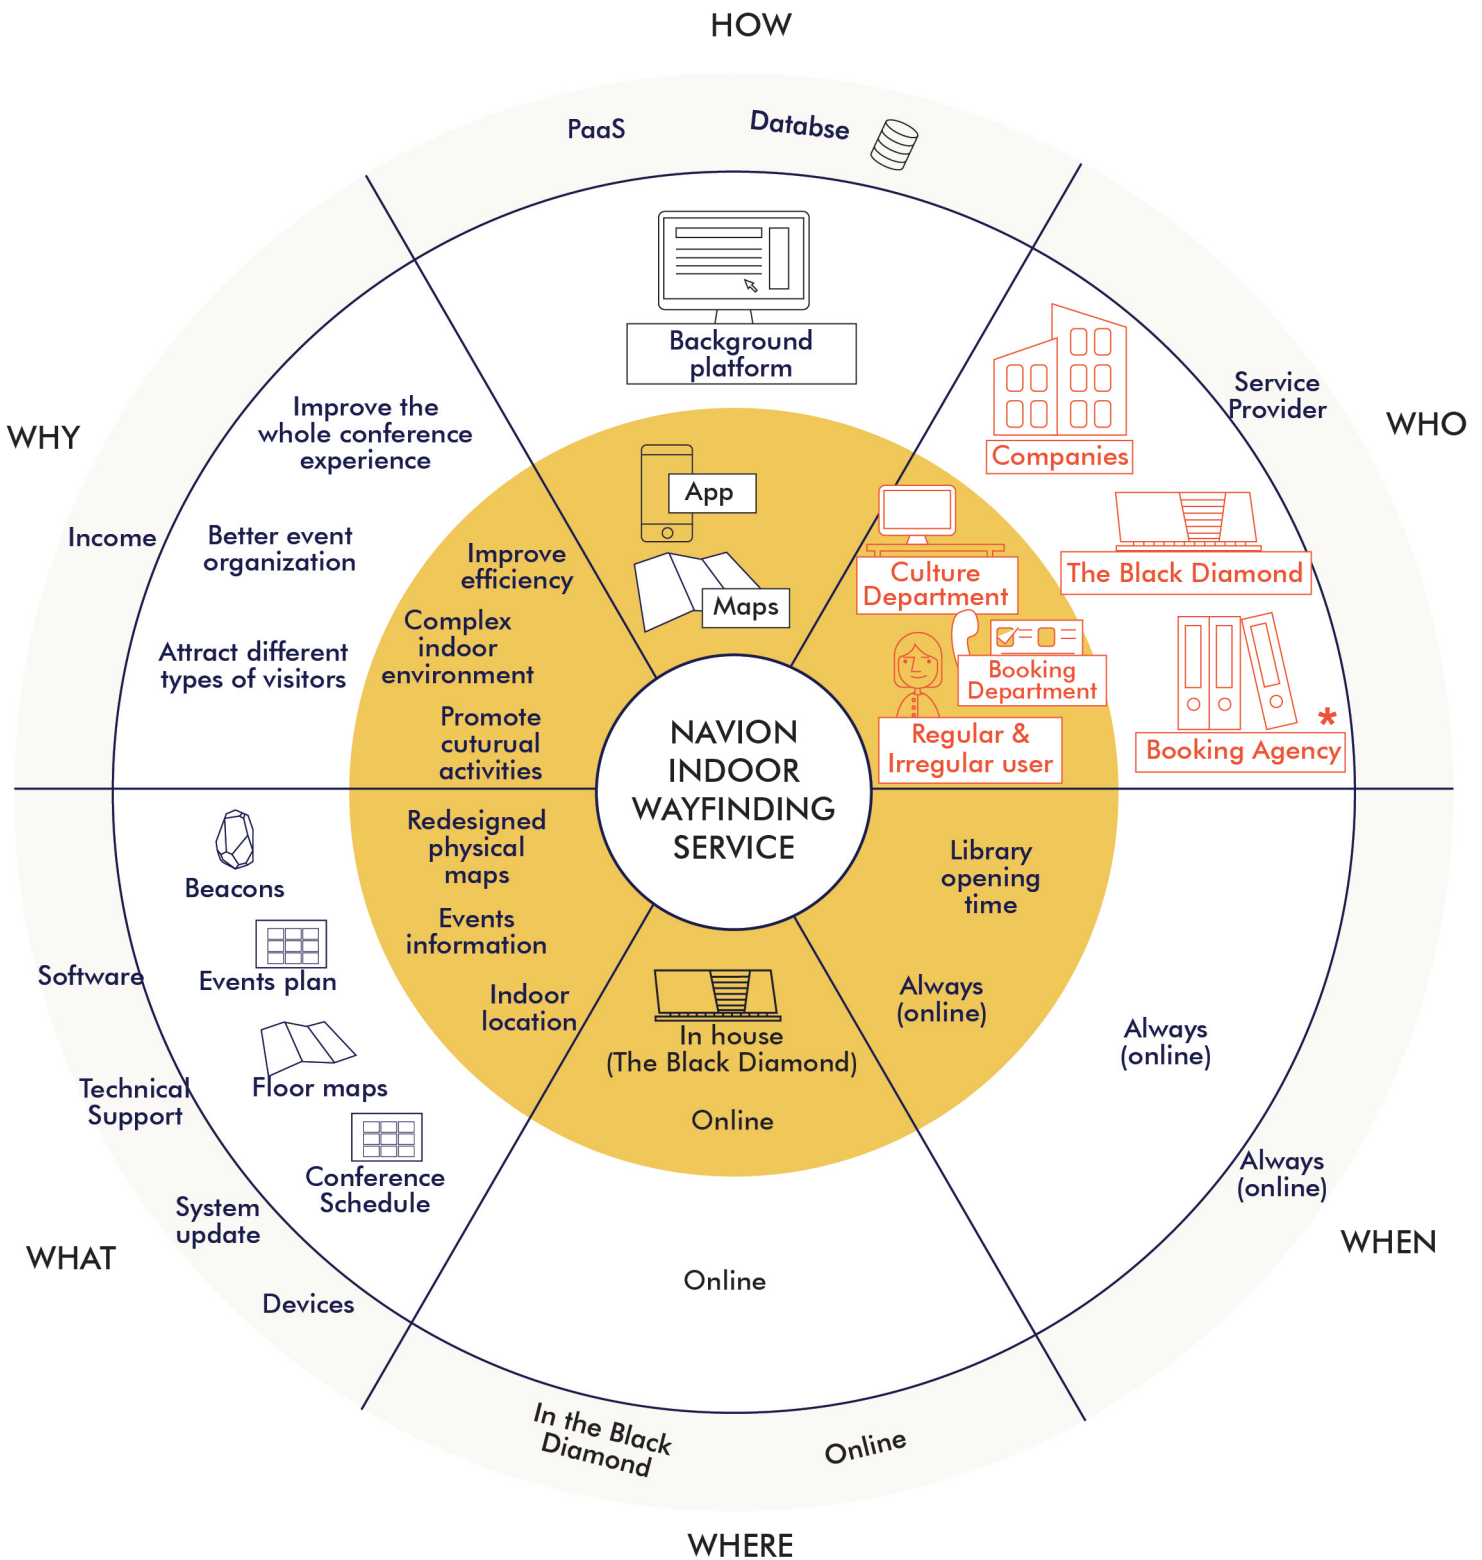 HOW
PaaS
Databse
Background
platform
App
Maps
WHO
Service
Provider
Companies
The Black Diamond
*
Booking Agency
Culture
Department
Booking
Department
Regular &
Irregular user
WHY
Income
Improve the
whole conference
experience
Better event
organization
Attract different
types of visitors
Improve
efficiency
Complex
indoor
environment
Promote
cuturual
activities
NAVION
INDOOR
WAYFINDING
SERVICE
Redesigned
physical
maps
Events
information
Indoor
location
Beacons
Events plan
Floor maps
Conference
Schedule
Software
Technical
Support
System
update
Devices
WHAT
In house
(The Black Diamond)
Online
Online
In the Black
Diamond
Online
WHERE
Library
opening
time
Always
(online)
Always
(online)
Always
(online)
WHEN